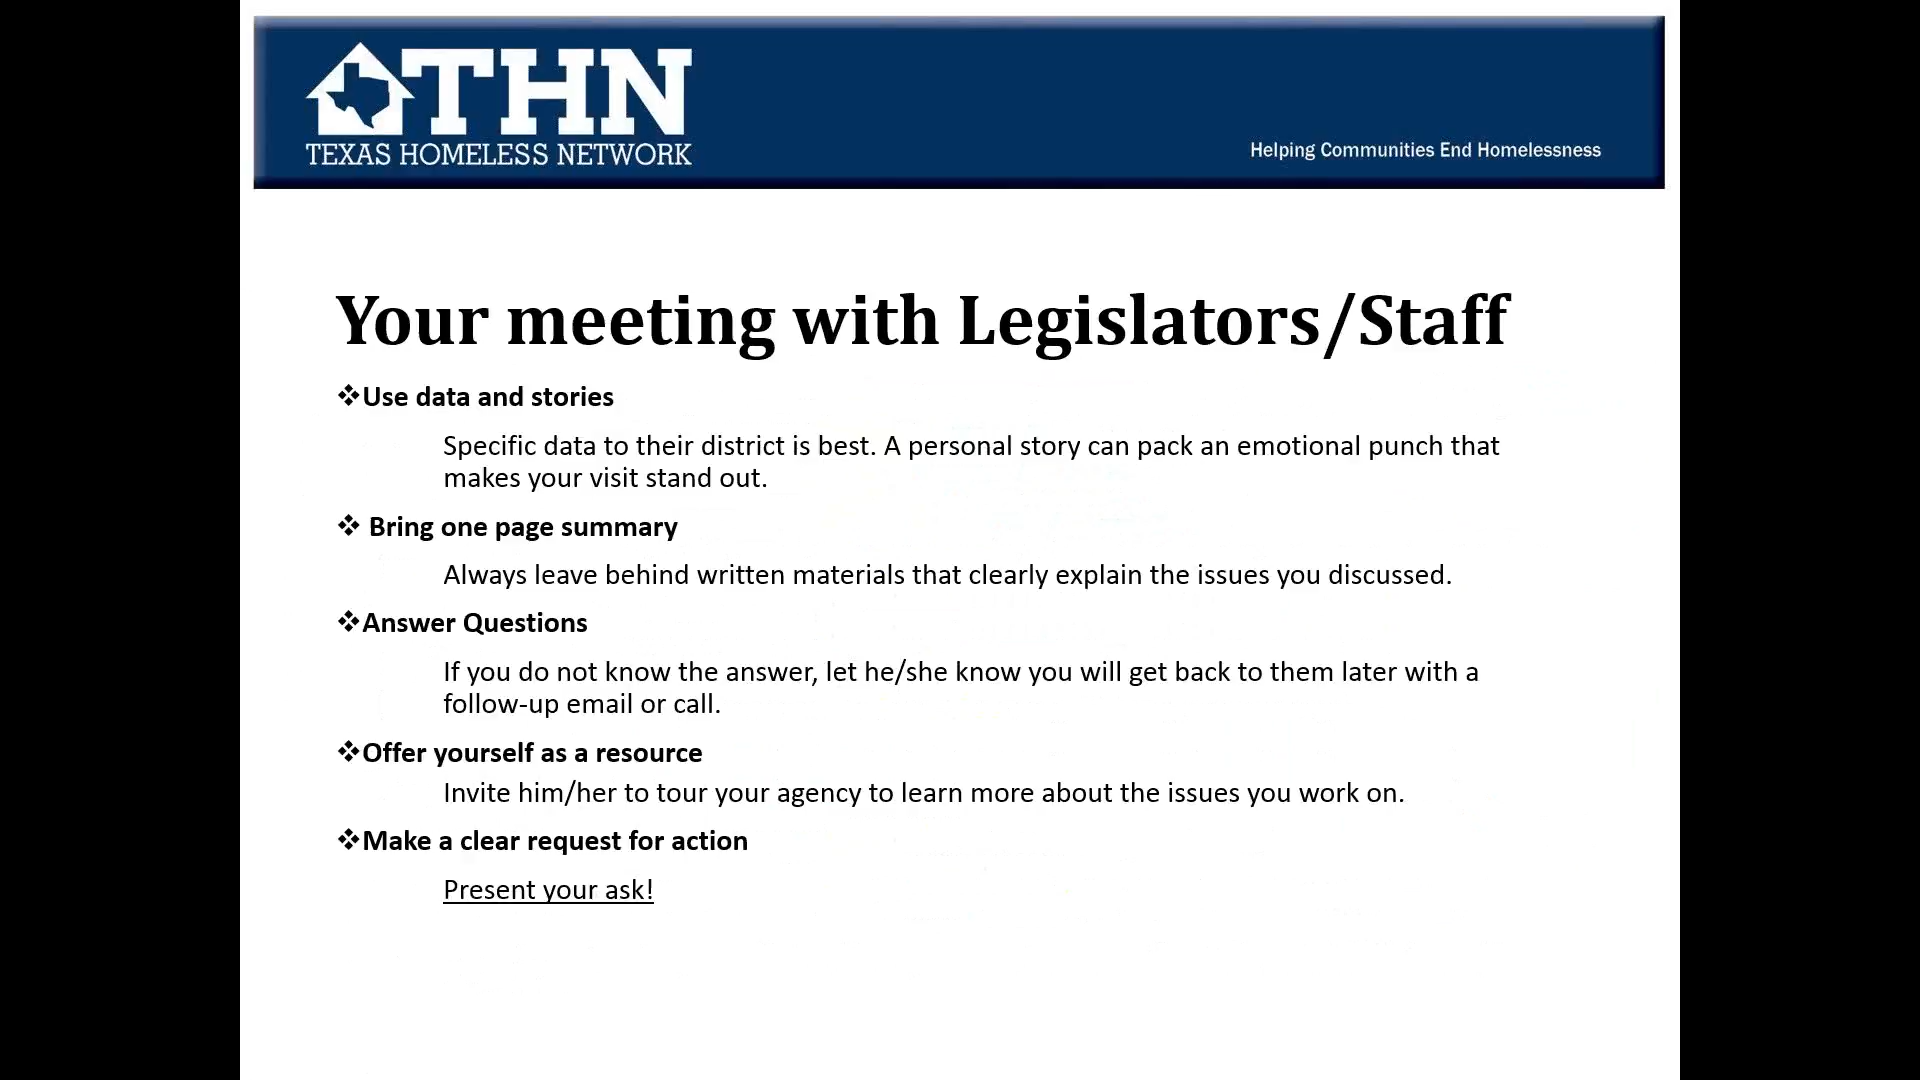 THN
TEXAS HOMELESS NETWORK
Helping Communities End Homelessness
Your meeting with Legislators/Staff
❖Use data and stories
Specific data to their district is best. A personal story can pack an emotional punch that
makes your visit stand out.
❖ Bring one page summary
Always leave behind written materials that clearly explain the issues you discussed.
❖Answer Questions
If you do not know the answer, let he/she know you will get back to them later with a
follow-up email or call.
❖Offer yourself as a resource
Invite him/her to tour your agency to learn more about the issues you work on.
❖Make a clear request for action
Present your ask!